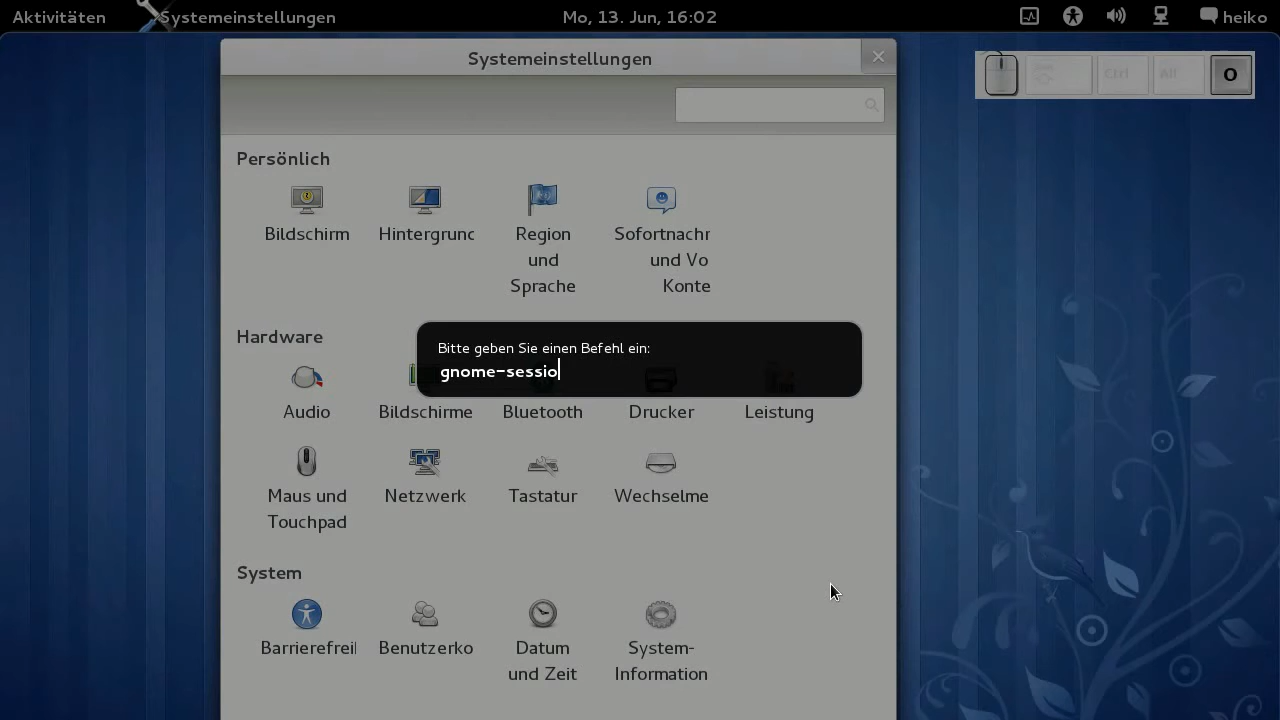 Aktivitäten Systemeinstellungen Mo, 13. Jun, 16:02 heiko
Systemeinstellungen
Ctrl Alt O
Persönlich
Bildschirm Hintergrund Region Sofortnachr
und und Vo
Sprache Konte
Hardware
Bitte geben Sie einen Befehl ein:
gnome-sessio
Audio Bildschirme Bluetooth Drucker Leistung
Maus und Netzwerk Tastatur Wechselme
Touchpad
System
Barrierefreil Benutzerko Datum System-
und Zeit Information